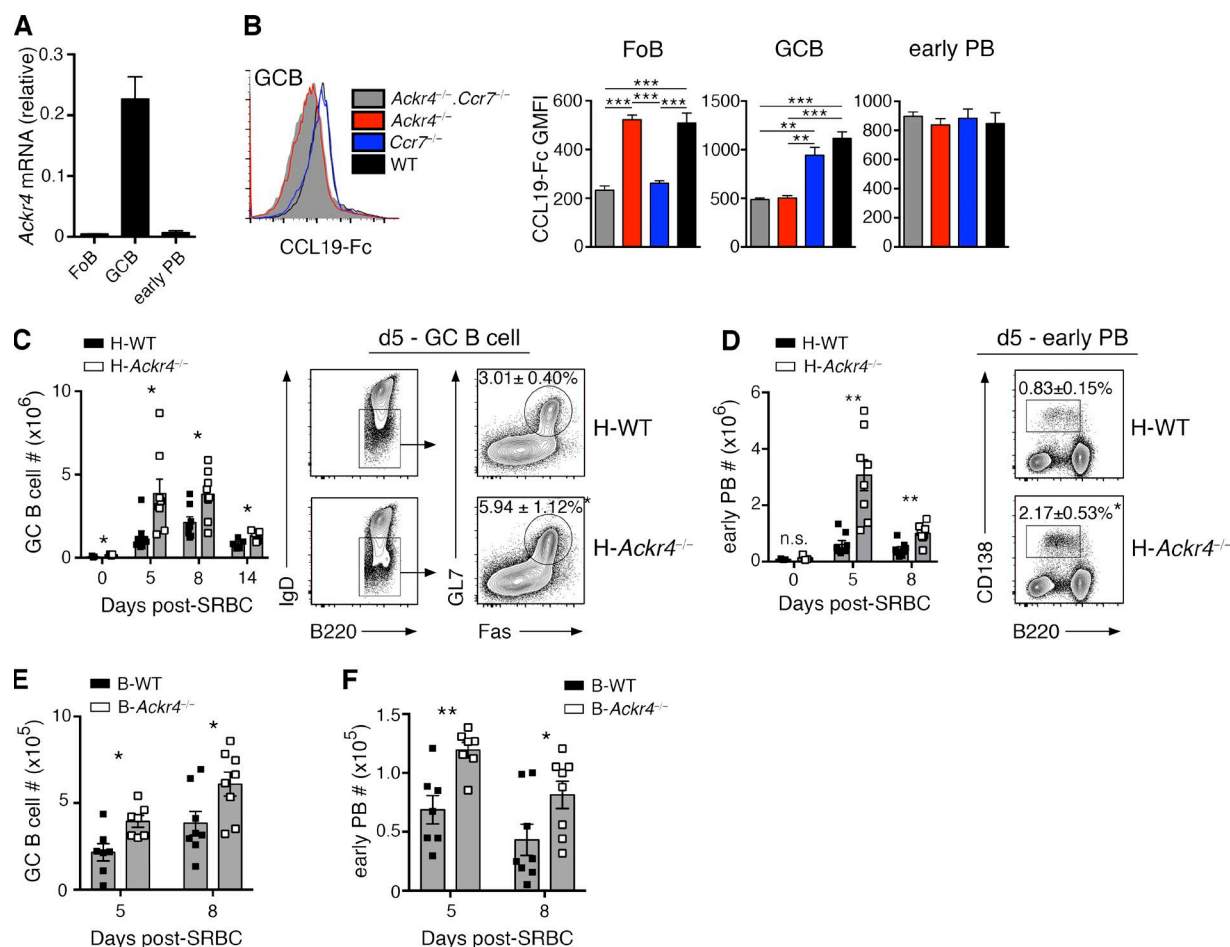 A
Ackr4 mRNA (relative)
0.3
0.2
0.1
0
FoB
GCB
early PB
B
GCB
Ackr4⁻/⁻.Ccr7⁻/⁻
Ackr4⁻/⁻
Ccr7⁻/⁻
WT
CCL19-Fc
CCL19-Fc GMFI
FoB
600
400
200
0
***
***
***
***
GCB
1500
1000
500
0
***
***
**
**
early PB
1000
800
600
400
200
0
C
H-WT
H-Ackr4⁻/⁻
GC B cell # (x10⁶)
10
5
0
*
*
*
*
0
5
8
14
Days post-SRBC
d5 - GC B cell
IgD
B220
GL7
Fas
3.01± 0.40%
H-WT
5.94 ± 1.12%*
H-Ackr4⁻/⁻
D
H-WT
H-Ackr4⁻/⁻
early PB # (x10⁶)
6
4
2
0
n.s.
**
**
0
5
8
Days post-SRBC
d5 - early PB
CD138
B220
0.83±0.15%
H-WT
2.17±0.53%*
H-Ackr4⁻/⁻
E
B-WT
B-Ackr4⁻/⁻
GC B cell # (x10⁵)
10
5
0
*
*
5
8
Days post-SRBC
F
B-WT
B-Ackr4⁻/⁻
early PB # (x10⁵)
1.5
1.0
0.5
0
**
*
5
8
Days post-SRBC